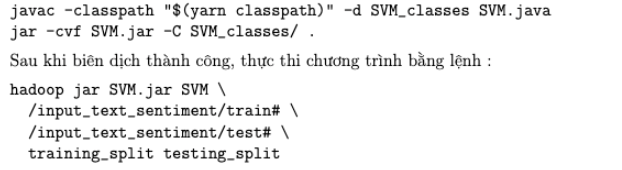 javac -classpath "$(yarn classpath)" -d SVM_classes SVM.java
jar -cvf SVM.jar -C SVM_classes/ .
Sau khi biên dịch thành công, thực thi chương trình bằng lệnh :
hadoop jar SVM.jar SVM \
/input_text_sentiment/train# \
/input_text_sentiment/test# \
training_split testing_split